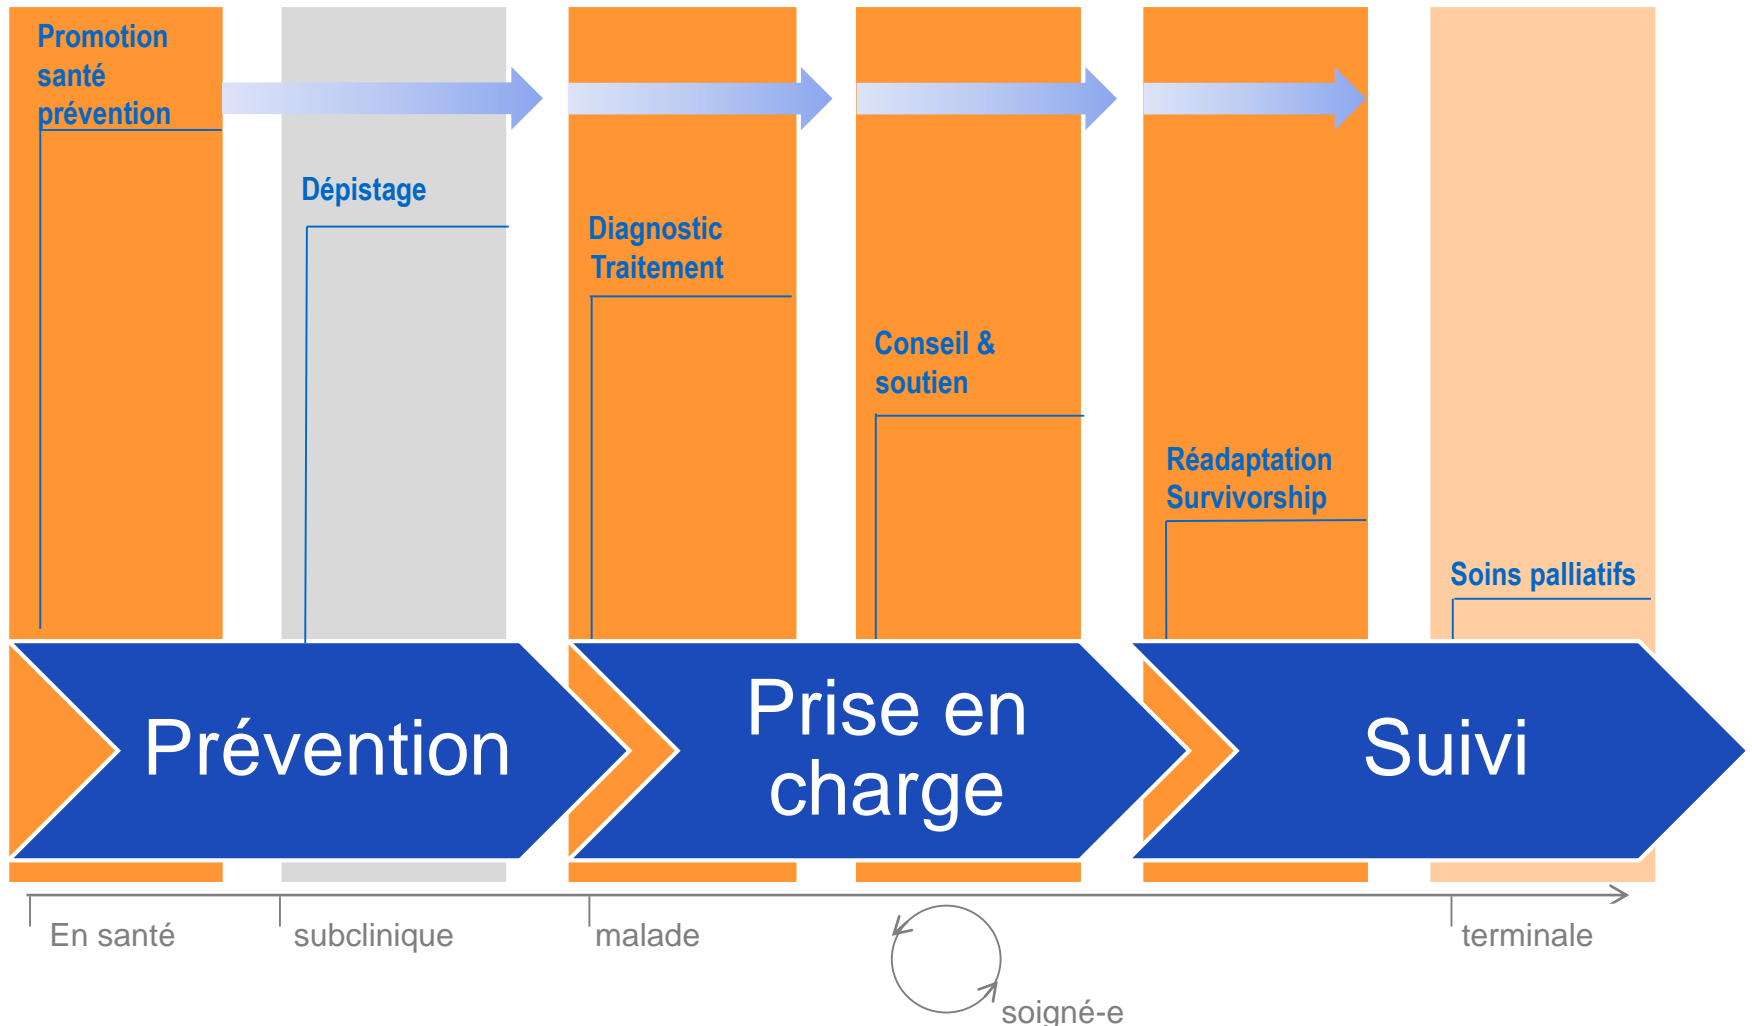 Promotion
santé
prévention
Dépistage
Diagnostic
Traitement
Conseil &
soutien
Réadaptation
Survivorship
Soins palliatifs
Prévention
Prise en
charge
Suivi
En santé
subclinique
malade
terminale
soigné-e